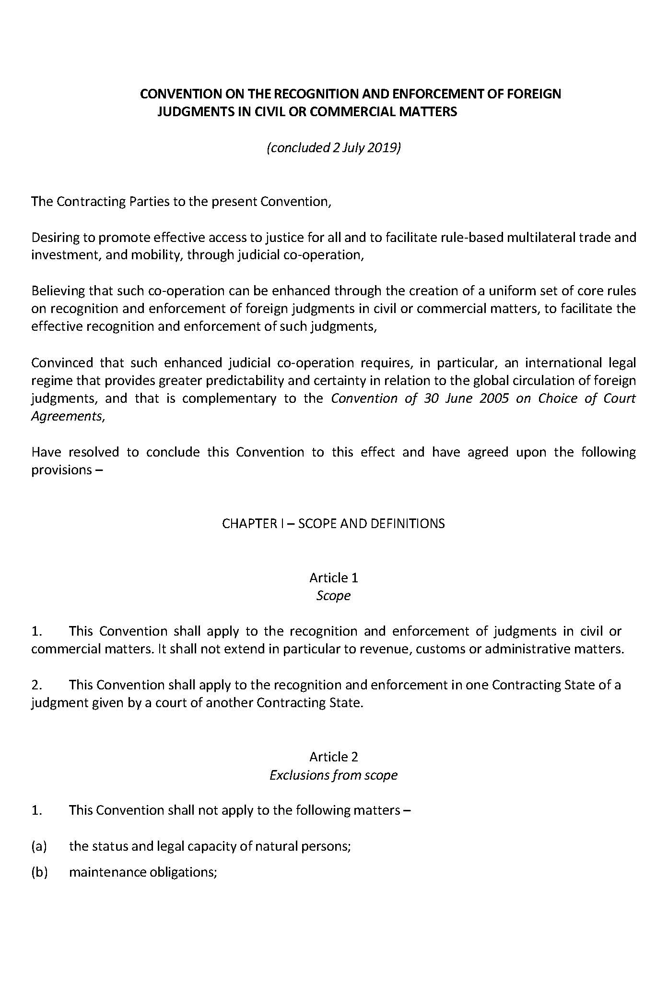 CONVENTION ON THE RECOGNITION AND ENFORCEMENT OF FOREIGN
JUDGMENTS IN CIVIL OR COMMERCIAL MATTERS
(concluded 2 July 2019)
The Contracting Parties to the present Convention,
Desiring to promote effective access to justice for all and to facilitate rule-based multilateral trade and
investment, and mobility, through judicial co-operation,
Believing that such co-operation can be enhanced through the creation of a uniform set of core rules
on recognition and enforcement of foreign judgments in civil or commercial matters, to facilitate the
effective recognition and enforcement of such judgments,
Convinced that such enhanced judicial co-operation requires, in particular, an international legal
regime that provides greater predictability and certainty in relation to the global circulation of foreign
judgments, and that is complementary to the Convention of 30 June 2005 on Choice of Court
Agreements,
Have resolved to conclude this Convention to this effect and have agreed upon the following
provisions –
CHAPTER I – SCOPE AND DEFINITIONS
Article 1
Scope
1. This Convention shall apply to the recognition and enforcement of judgments in civil or
commercial matters. It shall not extend in particular to revenue, customs or administrative matters.
2. This Convention shall apply to the recognition and enforcement in one Contracting State of a
judgment given by a court of another Contracting State.
Article 2
Exclusions from scope
1. This Convention shall not apply to the following matters –
(a) the status and legal capacity of natural persons;
(b) maintenance obligations;